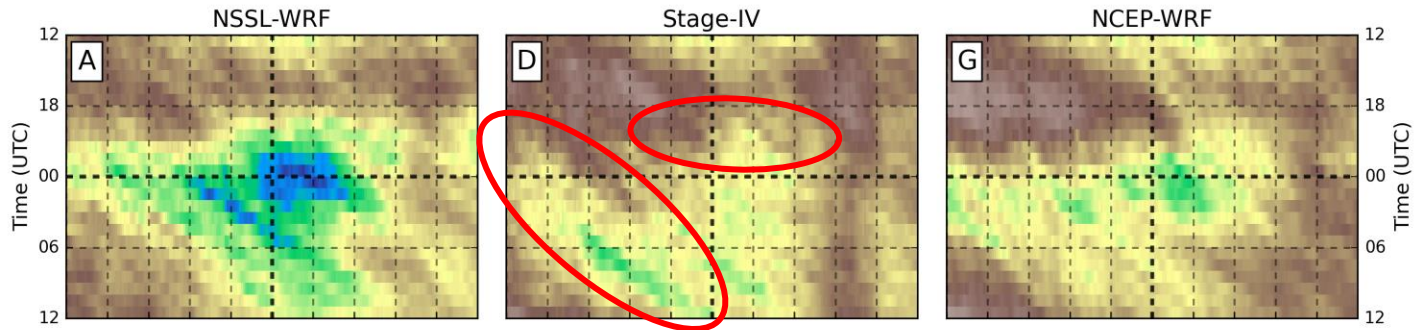 NSSL-WRF
Stage-IV
NCEP-WRF
12
18
00
06
12
Time (UTC)
A
D
G
12
18
00
06
12
Time (UTC)